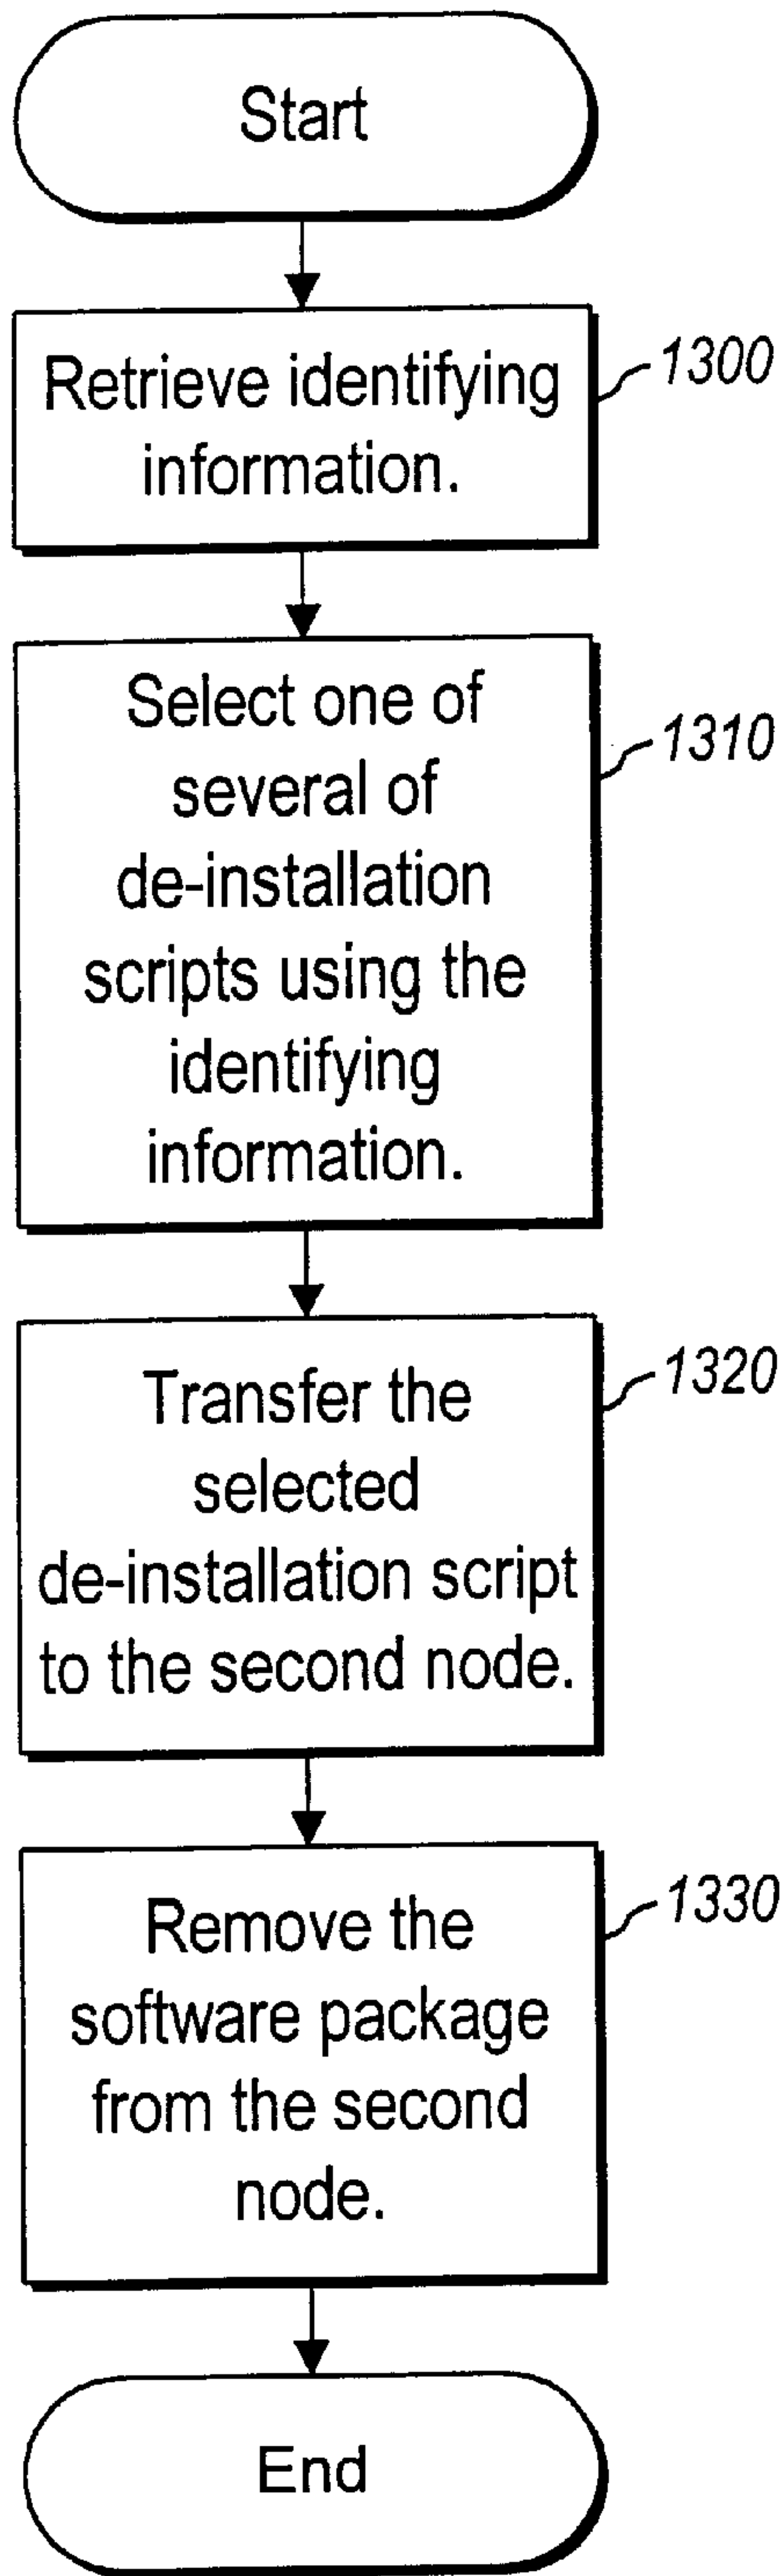 Start
Retrieve identifying
information.
1300
Select one of
several of
de-installation
scripts using the
identifying
information.
1310
Transfer the
selected
de-installation script
to the second node.
1320
Remove the
software package
from the second
node.
1330
End